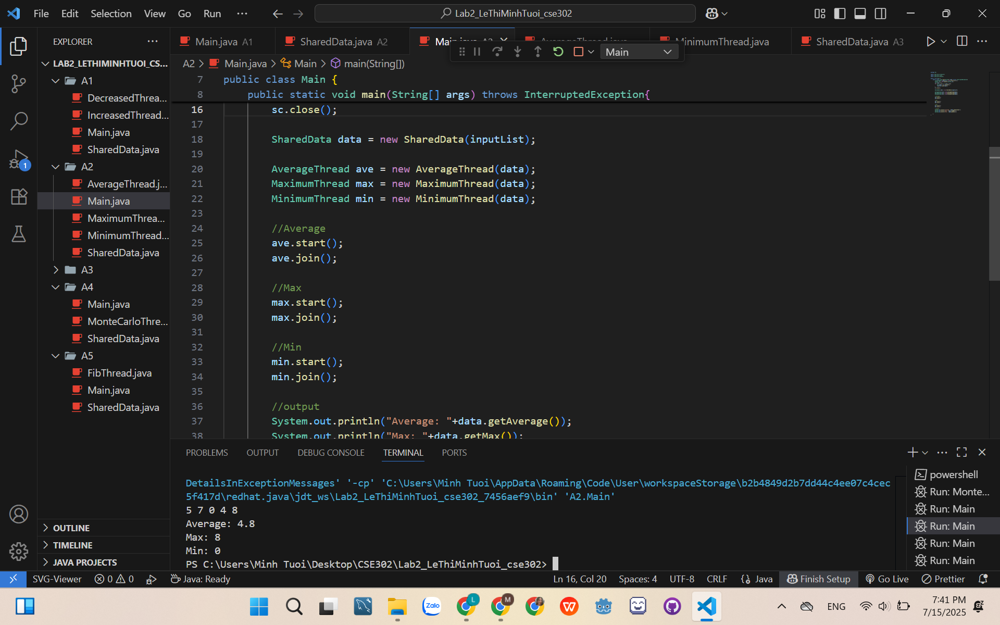 File Edit Selection View Go Run ··· Lab2_LeThiMinhTuoi_cse302
EXPLORER
LAB2_LETHIMINHTUOI_CS...
A1
DecreasedThrea...
IncreasedThread...
Main.java
SharedData.java
A2
AverageThread.j...
Main.java
MaximumThrea...
MinimumThread...
SharedData.java
A3
A4
Main.java
MonteCarloThre...
SharedData.java
A5
FibThread.java
Main.java
SharedData.java
OUTLINE
TIMELINE
JAVA PROJECTS
1
Main.java A1 SharedData.java A2 Main.java A2 AverageThread.java MinimumThread.java SharedData.java A3
Main
A2 > Main.java > Main > main(String[])
7 public class Main {
8 public static void main(String[] args) throws InterruptedException{
16 sc.close();
17
18 SharedData data = new SharedData(inputList);
19
20 AverageThread ave = new AverageThread(data);
21 MaximumThread max = new MaximumThread(data);
22 MinimumThread min = new MinimumThread(data);
23
24 //Average
25 ave.start();
26 ave.join();
27
28 //Max
29 max.start();
30 max.join();
31
32 //Min
33 min.start();
34 min.join();
35
36 //output
37 System.out.println("Average: "+data.getAverage());
38 System.out.println("Max: "+data.getMax());
PROBLEMS OUTPUT DEBUG CONSOLE TERMINAL PORTS
DetailsInExceptionMessages' '-cp' 'C:\Users\Minh Tuoi\AppData\Roaming\Code\User\workspaceStorage\b2b4849d2b7dd44c4ee07c4cec
5f417d\redhat.java\jdt_ws\Lab2_LeThiMinhTuoi_cse302_7456aef9\bin' 'A2.Main'
5 7 0 4 8
Average: 4.8
Max: 8
Min: 0
PS C:\Users\Minh Tuoi\Desktop\CSE302\Lab2_LeThiMinhTuoi_cse302>
powershell
Run: Monte...
Run: Main
Run: Main
Run: Main
Run: Main
SVG-Viewer 0 0 Java: Ready Ln 16, Col 20 Spaces: 4 UTF-8 CRLF Java Finish Setup Go Live Prettier
Zalo L M W ENG 7:41 PM
7/15/2025